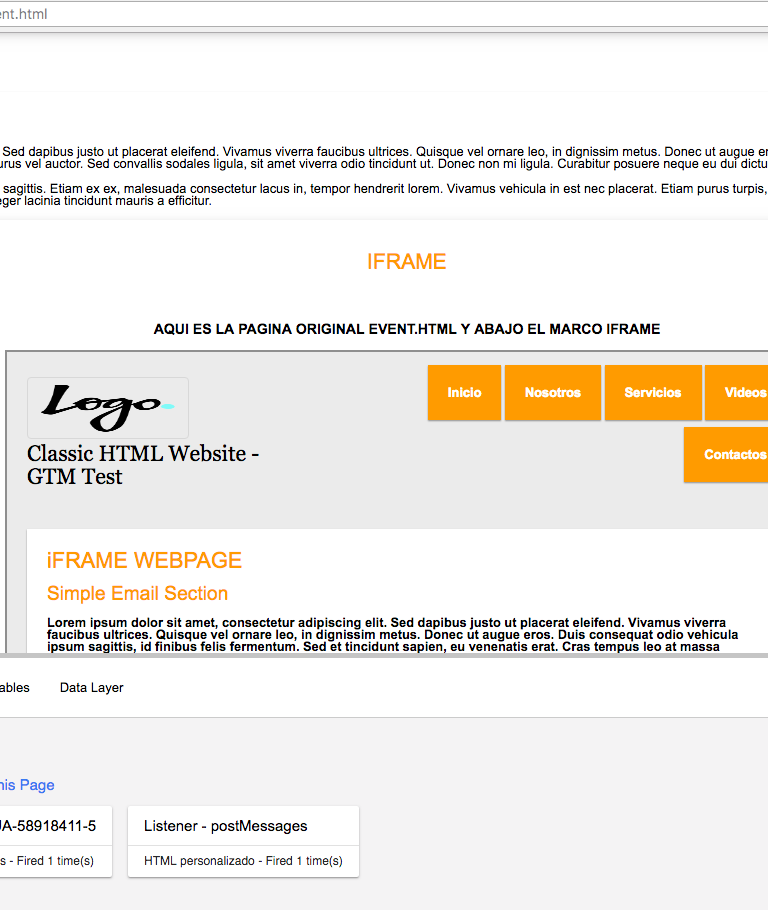 ent.html
Sed dapibus justo ut placerat eleifend. Vivamus viverra faucibus ultrices. Quisque vel ornare leo, in dignissim metus. Donec ut augue er
urus vel auctor. Sed convallis sodales ligula, sit amet viverra odio tincidunt ut. Donec non mi ligula. Curabitur posuere neque eu dui dictu
sagittis. Etiam ex ex, malesuada consectetur lacus in, tempor hendrerit lorem. Vivamus vehicula in est nec placerat. Etiam purus turpis,
eger lacinia tincidunt mauris a efficitur.
IFRAME
AQUI ES LA PAGINA ORIGINAL EVENT.HTML Y ABAJO EL MARCO IFRAME
Logo
Inicio
Nosotros
Servicios
Videos
Contactos
Classic HTML Website -
GTM Test
iFRAME WEBPAGE
Simple Email Section
Lorem ipsum dolor sit amet, consectetur adipiscing elit. Sed dapibus justo ut placerat eleifend. Vivamus viverra
faucibus ultrices. Quisque vel ornare leo, in dignissim metus. Donec ut augue eros. Duis consequat odio vehicula
ipsum sagittis, id finibus felis fermentum. Sed et tincidunt sapien, eu venenatis erat. Cras tempus leo at massa
ables
Data Layer
his Page
UA-58918411-5
s - Fired 1 time(s)
Listener - postMessages
HTML personalizado - Fired 1 time(s)